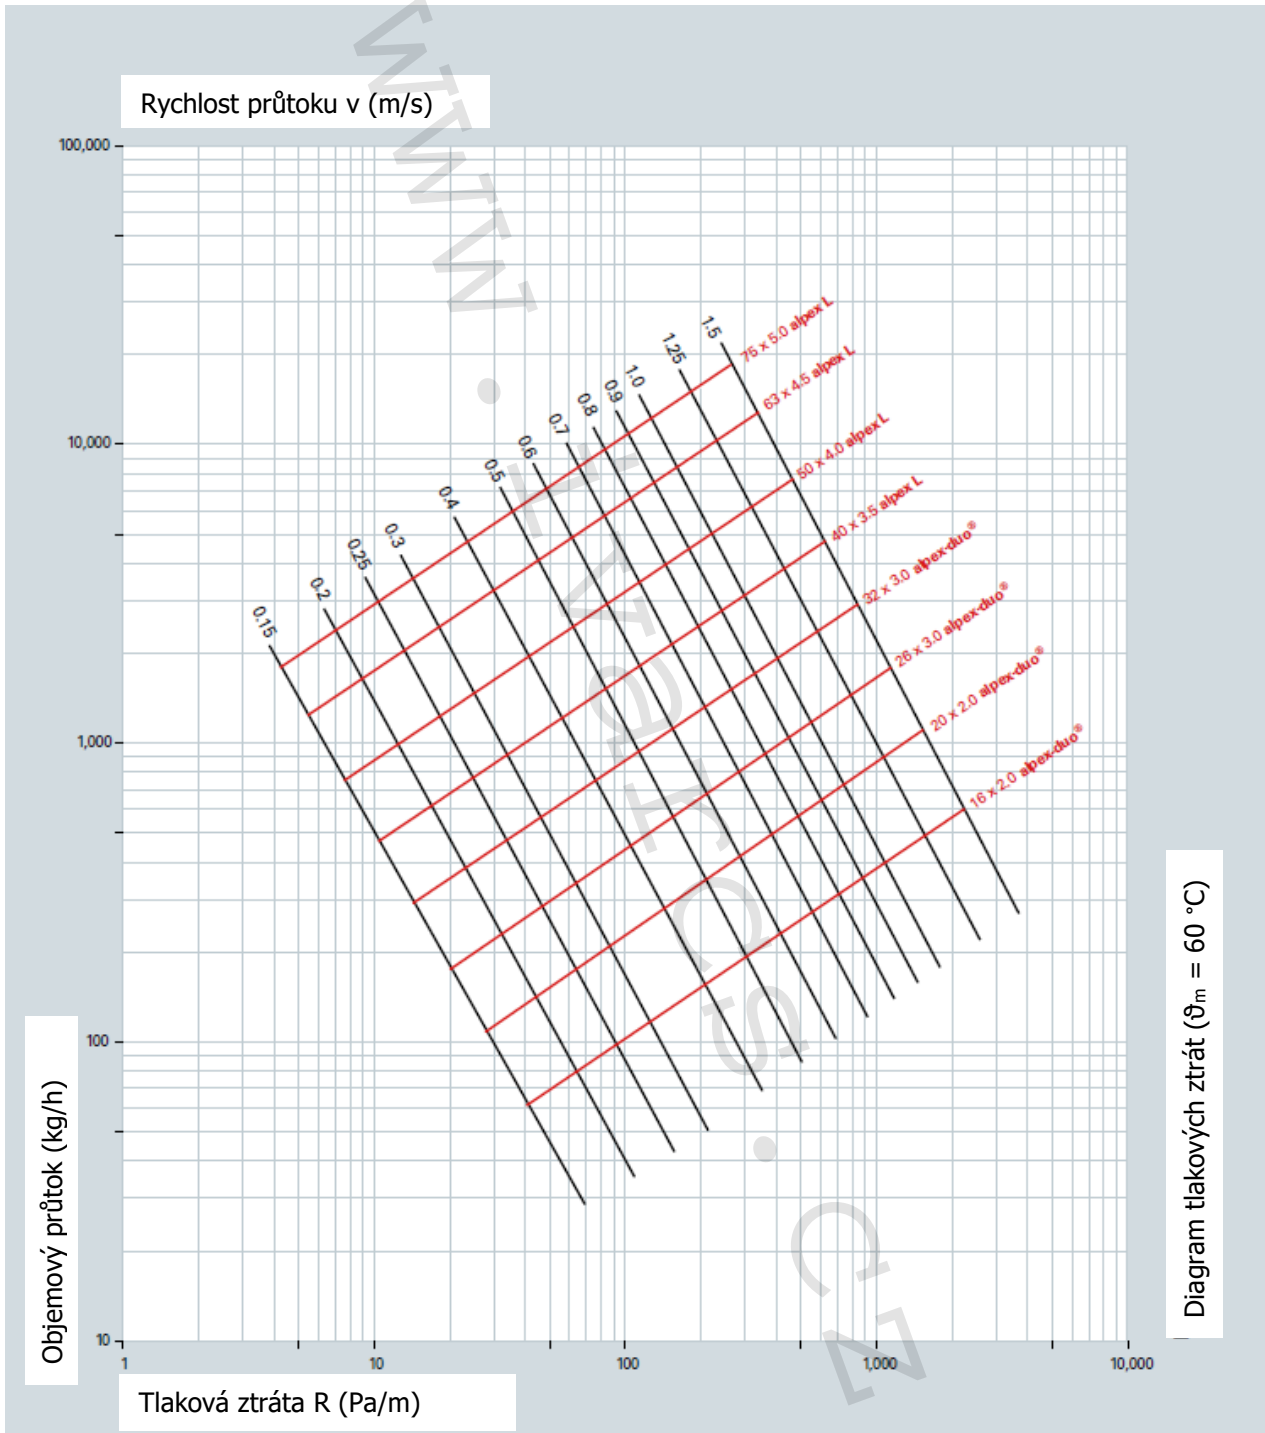 Rychlost průtoku v (m/s)
100,000
10,000
1,000
100
10
1
10
100
1,000
10,000
0.15
0.2
0.25
0.3
0.4
0.5
0.6
0.7
0.8
0.9
1.0
1.25
1.5
75 x 5.0 alpex L
63 x 4.5 alpex L
50 x 4.0 alpex L
40 x 3.5 alpex L
32 x 3.0 alpex-duo®
26 x 3.0 alpex-duo®
20 x 2.0 alpex-duo®
16 x 2.0 alpex-duo®
Objemový průtok (kg/h)
Tlaková ztráta R (Pa/m)
Diagram tlakových ztrát (ϑm = 60 °C)
www.ivarcs.cz